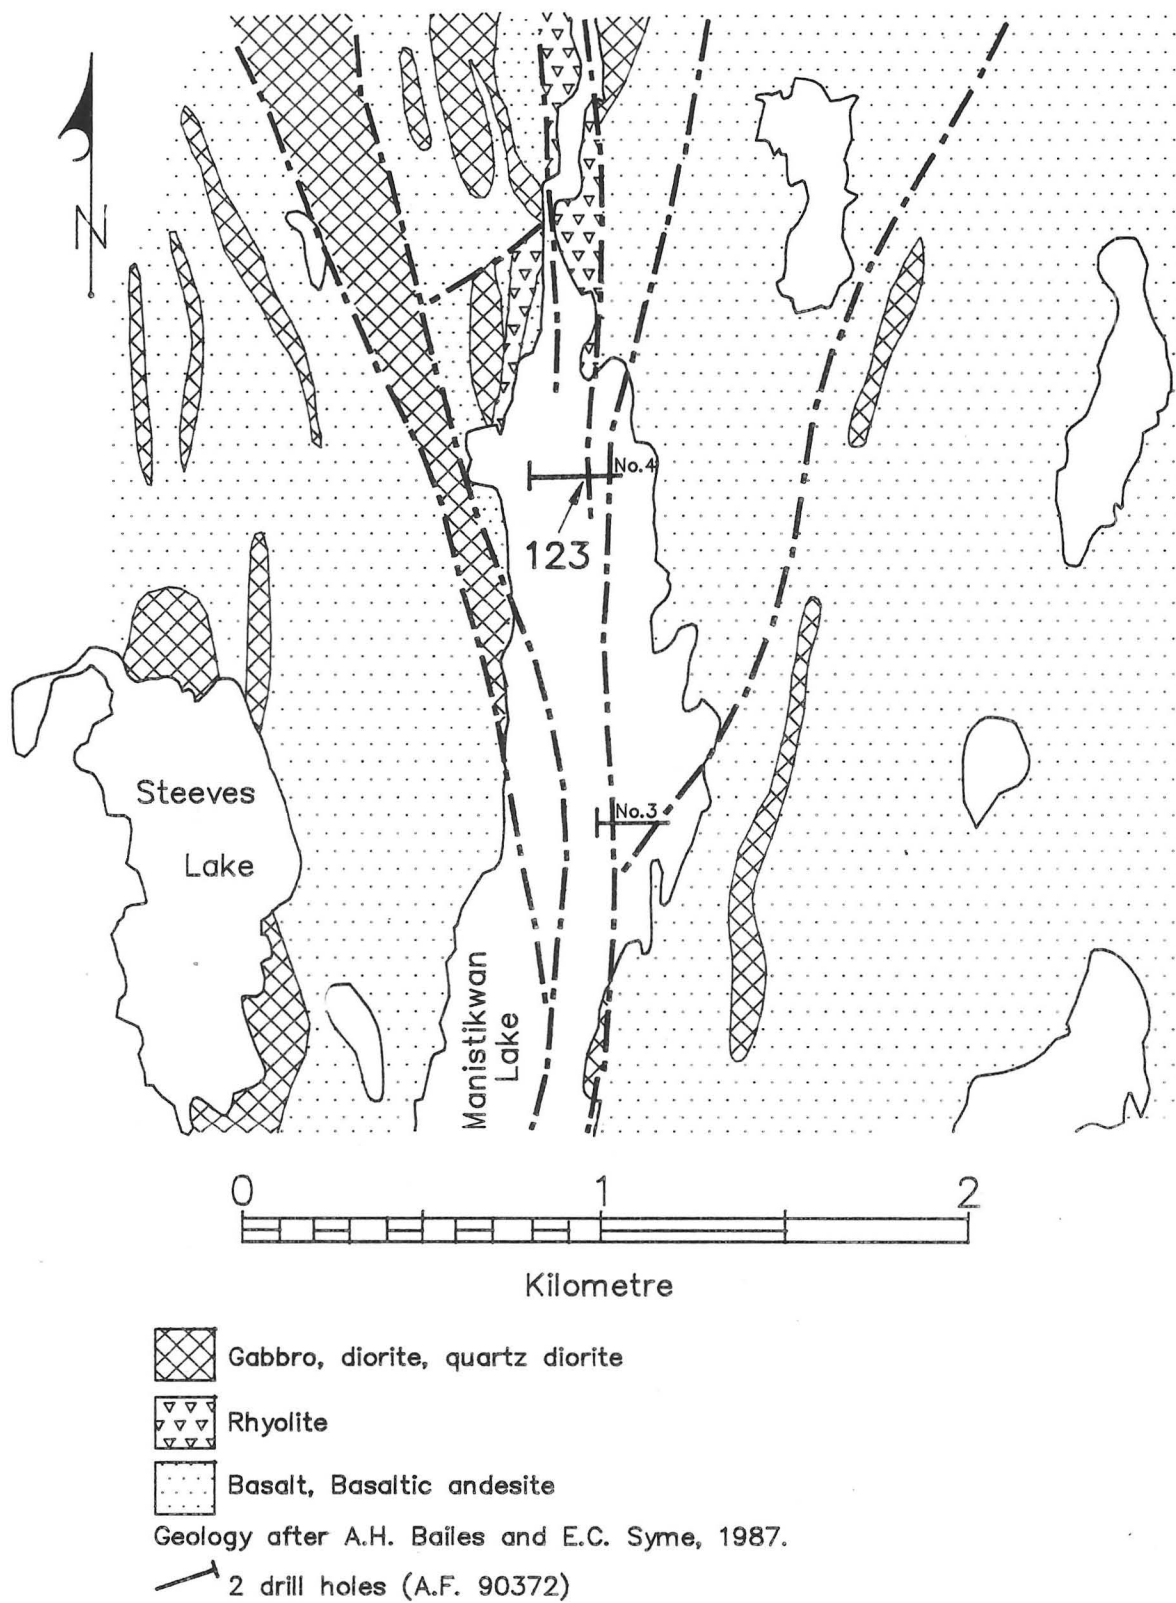 N
No.4
123
Steeves
Lake
No.3
Manistikwan
Lake
0 1 2
Kilometre
Gabbro, diorite, quartz diorite
Rhyolite
Basalt, Basaltic andesite
Geology after A.H. Bailes and E.C. Syme, 1987.
2 drill holes (A.F. 90372)